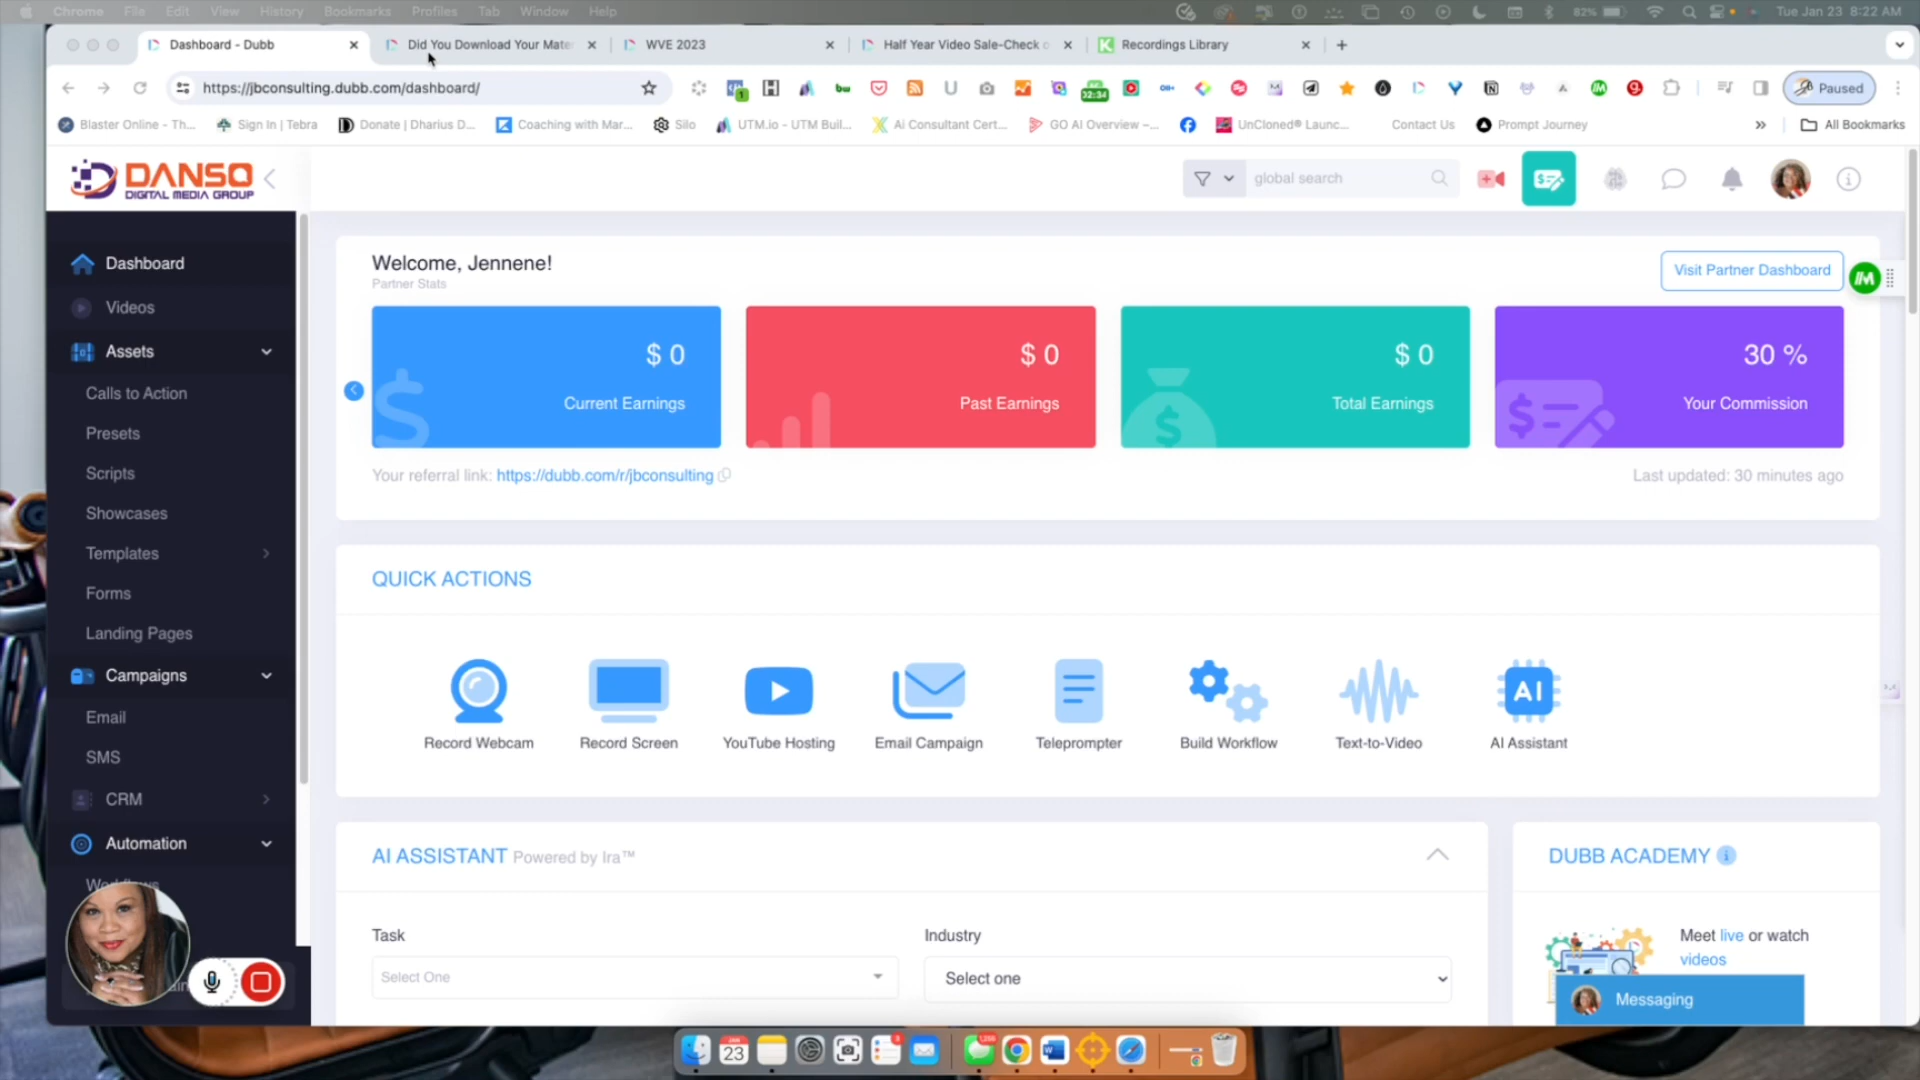 Chrome File Edit View History Bookmarks Profiles Tab Window Help 82% Tue Jan 23 8:22 AM
Dashboard - Dubb Did You Download Your Mate WVE 2023 Half Year Video Sale-Check o Recordings Library
https://jbconsulting.dubb.com/dashboard/ 32:34 Paused
Blaster Online - Th... Sign In | Tebra Donate | Dharius D... Coaching with Mar... Silo UTM.io - UTM Buil... Ai Consultant Cert... GO AI Overview –... UnCloned® Launc... Contact Us Prompt Journey » All Bookmarks
DANSO
DIGITAL MEDIA GROUP
global search
Dashboard
Videos
Assets
Calls to Action
Presets
Scripts
Showcases
Templates
Forms
Landing Pages
Campaigns
Email
SMS
CRM
Automation
Workflows
Welcome, Jennene!
Partner Stats
Visit Partner Dashboard
$ 0
Current Earnings
$ 0
Past Earnings
$ 0
Total Earnings
30 %
Your Commission
Your referral link: https://dubb.com/r/jbconsulting
Last updated: 30 minutes ago
QUICK ACTIONS
Record Webcam
Record Screen
YouTube Hosting
Email Campaign
Teleprompter
Build Workflow
Text-to-Video
AI
AI Assistant
AI ASSISTANT Powered by Ira™
Task
Select One
Industry
Select one
DUBB ACADEMY
Meet live or watch
videos
Messaging
JAN
23